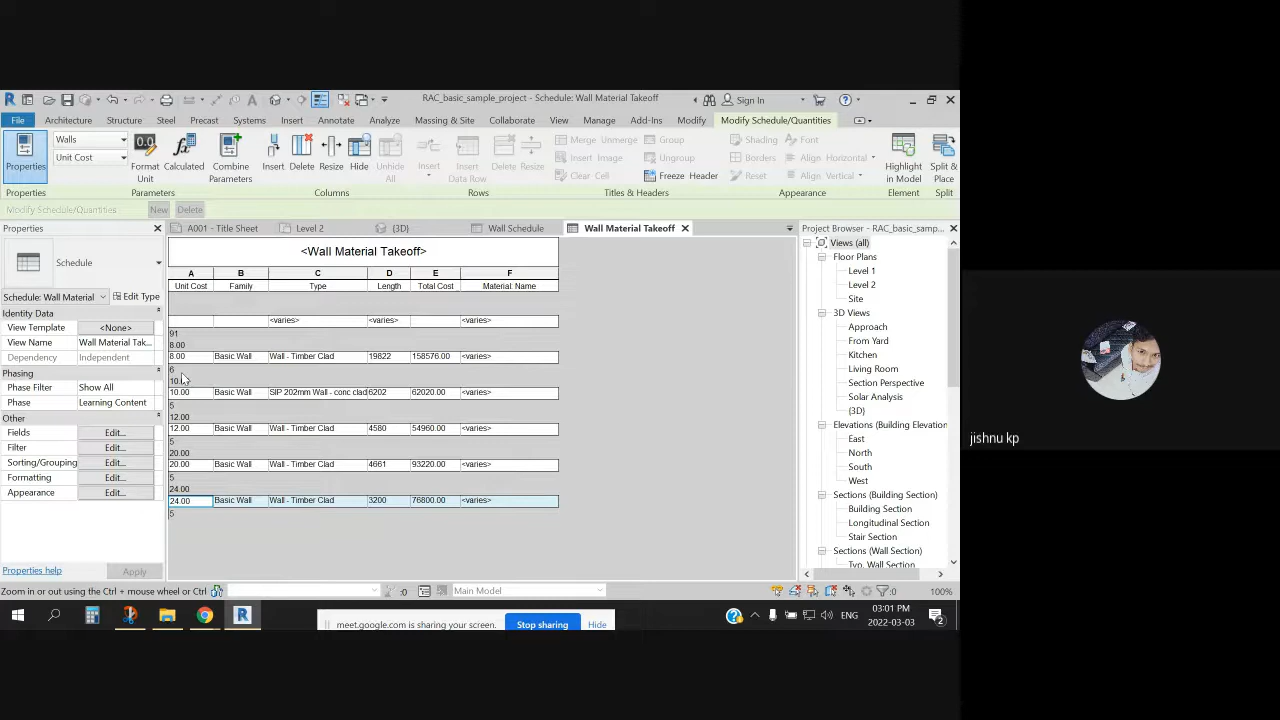 RAC_basic_sample_project - Schedule: Wall Material Takeoff
Sign In
File Architecture Structure Steel Precast Systems Insert Annotate Analyze Massing & Site Collaborate View Manage Add-Ins Modify Modify Schedule/Quantities
Properties
Walls
Unit Cost
Format Unit
Calculated
Combine Parameters
Insert
Delete
Resize
Hide
Unhide All
Insert
Insert Data Row
Delete
Resize
Merge Unmerge
Insert Image
Clear Cell
Group
Ungroup
Freeze Header
Shading
Borders
Reset
Font
Align Horizontal
Align Vertical
Highlight in Model
Split & Place
Properties Parameters Columns Rows Titles & Headers Appearance Element Split
Modify Schedule/Quantities New Delete
Properties
A001 - Title Sheet Level 2 {3D} Wall Schedule Wall Material Takeoff
Project Browser - RAC_basic_samp...
Schedule
Schedule: Wall Material
Edit Type
Identity Data
View Template <None>
View Name Wall Material Tak...
Dependency Independent
Phasing
Phase Filter Show All
Phase Learning Content
Other
Fields Edit...
Filter Edit...
Sorting/Grouping Edit...
Formatting Edit...
Appearance Edit...
Properties help
Apply
<Wall Material Takeoff>
A B C D E F
Unit Cost Family Type Length Total Cost Material: Name
<varies> <varies> <varies>
91
8.00
8.00 Basic Wall Wall - Timber Clad 19822 158576.00 <varies>
6
10.00 Basic Wall SIP 202mm Wall - conc clad 6202 62020.00 <varies>
5
12.00
12.00 Basic Wall Wall - Timber Clad 4580 54960.00 <varies>
5
20.00
20.00 Basic Wall Wall - Timber Clad 4661 93220.00 <varies>
5
24.00
24.00 Basic Wall Wall - Timber Clad 3200 76800.00 <varies>
5
Views (all)
Floor Plans
Level 1
Level 2
Site
3D Views
Approach
From Yard
Kitchen
Living Room
Section Perspective
Solar Analysis
{3D}
Elevations (Building Elevation
East
North
South
West
Sections (Building Section)
Building Section
Longitudinal Section
Stair Section
Sections (Wall Section)
Typ. Wall Section
Zoom in or out using the Ctrl + mouse wheel or Ctrl
:0
Main Model
:0
100%
meet.google.com is sharing your screen.
Stop sharing
Hide
ENG
03:01 PM
2022-03-03
2
jishnu kp